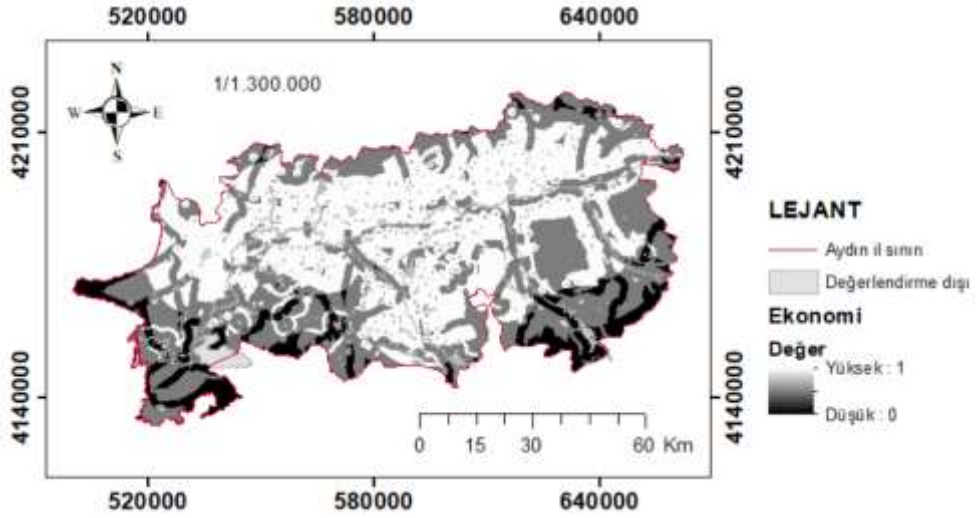 520000 580000 640000
N
W E
S
1/1.300.000
4210000 4210000
4140000 4140000
0 15 30 60 Km
520000 580000 640000
LEJANT
Aydın il sınırı
Değerlendirme dışı
Ekonomi
Değer
Yüksek : 1
Düşük : 0